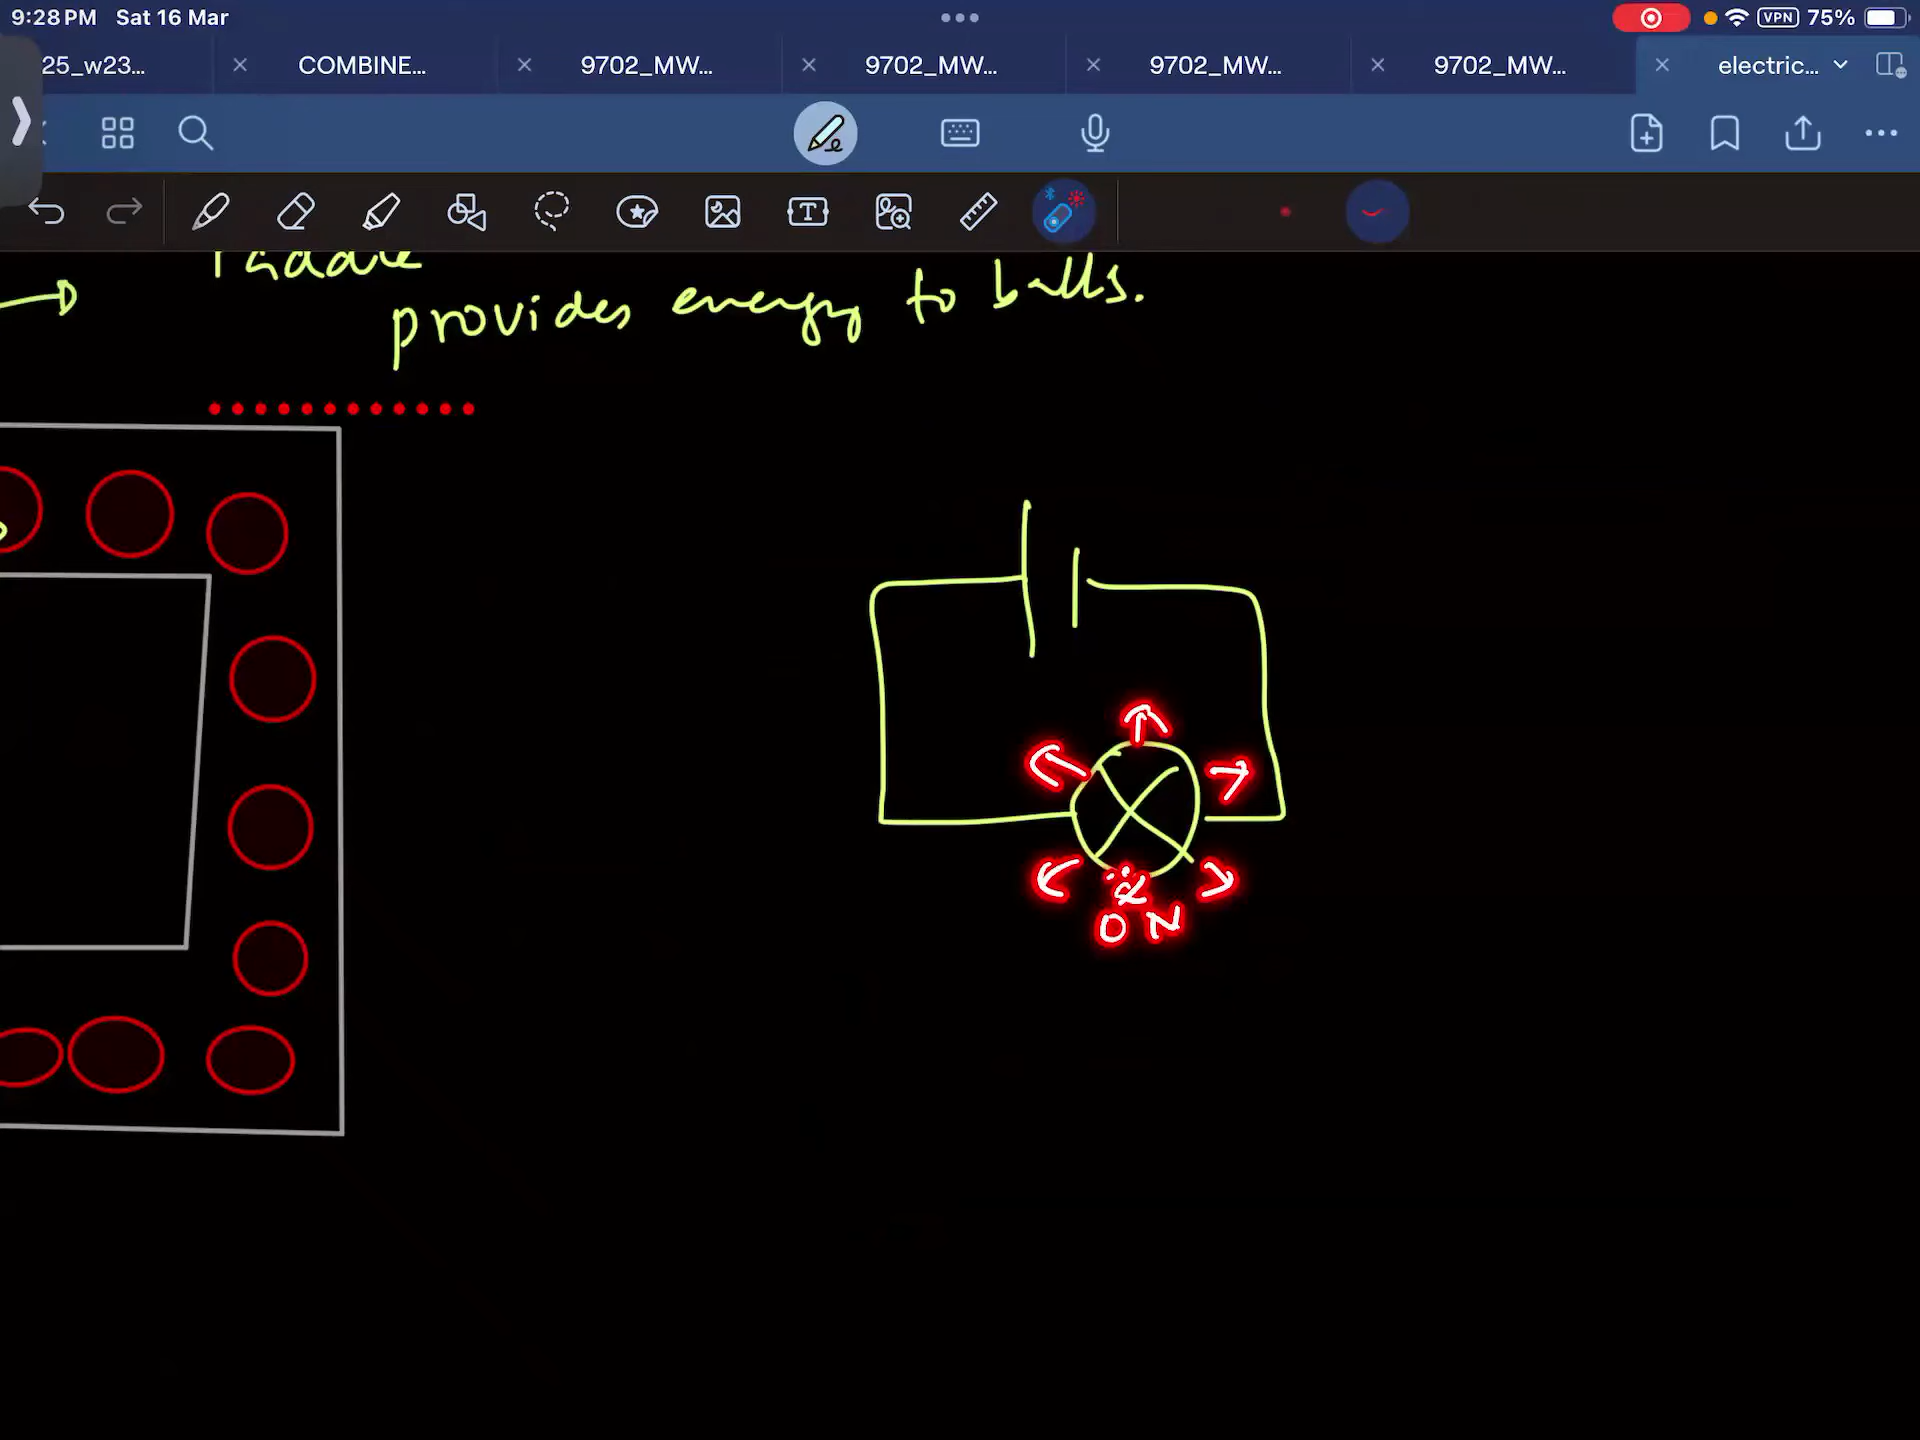 9:28 PM Sat 16 Mar
VPN 75%
25_w23... COMBINE... 9702_MW... 9702_MW... 9702_MW... 9702_MW... electric...
provides energy to balls.
ON